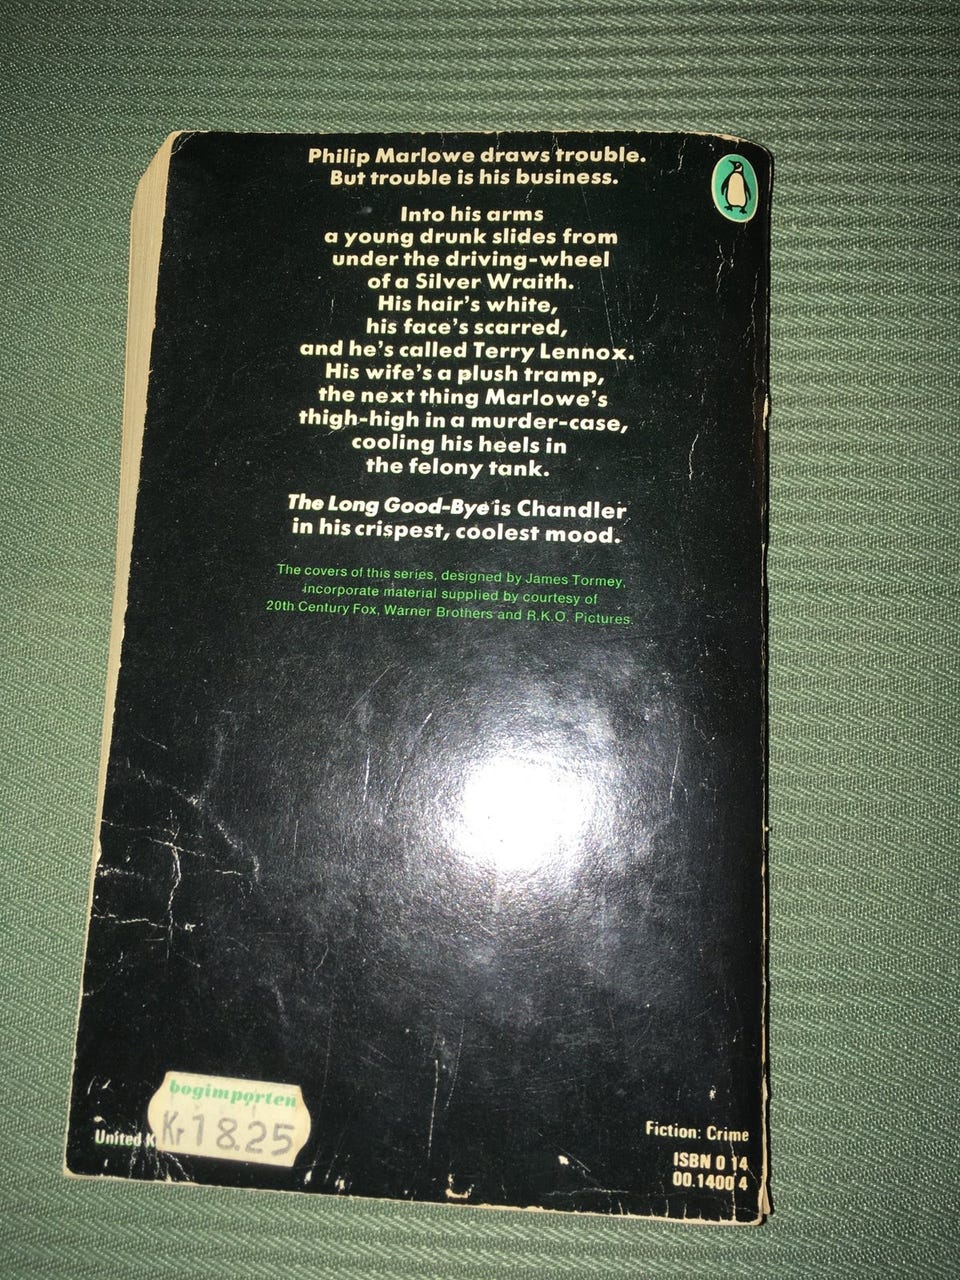 Philip Marlowe draws trouble.
But trouble is his business.
Into his arms
a young drunk slides from
under the driving-wheel
of a Silver Wraith.
His hair's white,
his face's scarred,
and he's called Terry Lennox.
His wife's a plush tramp,
the next thing Marlowe's
thigh-high in a murder-case,
cooling his heels in
the felony tank.
The Long Good-Bye is Chandler
in his crispest, coolest mood.
The covers of this series, designed by James Tormey,
incorporate material supplied by courtesy of
20th Century Fox, Warner Brothers and R.K.O. Pictures.
bogimporten
Kr 18.25
United K
Fiction: Crime
ISBN 0 14
00.1400 4